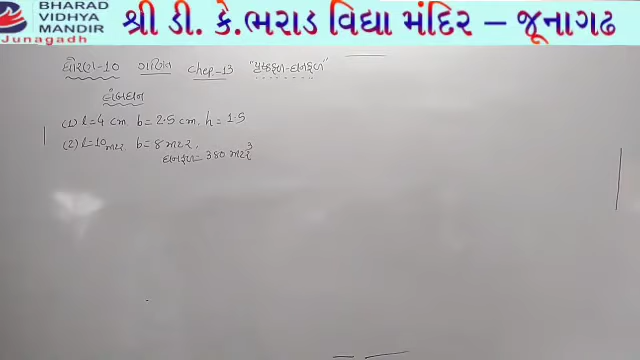 BHARAD
VIDHYA
MANDIR
Junagadh
શ્રી ડી. કે.ભરાડ વિદ્યા મંદિર – જૂનાગઢ
ધોરણ-10 ગણિત Chep-13 "પૃષ્ઠફળ-ઘનફળ"
લંબઘન
(1) l=4 cm b=2.5 cm, h=1.5
(2) l=10 મીટર b=8 મીટર,
ઘનફળ=380 મીટર³